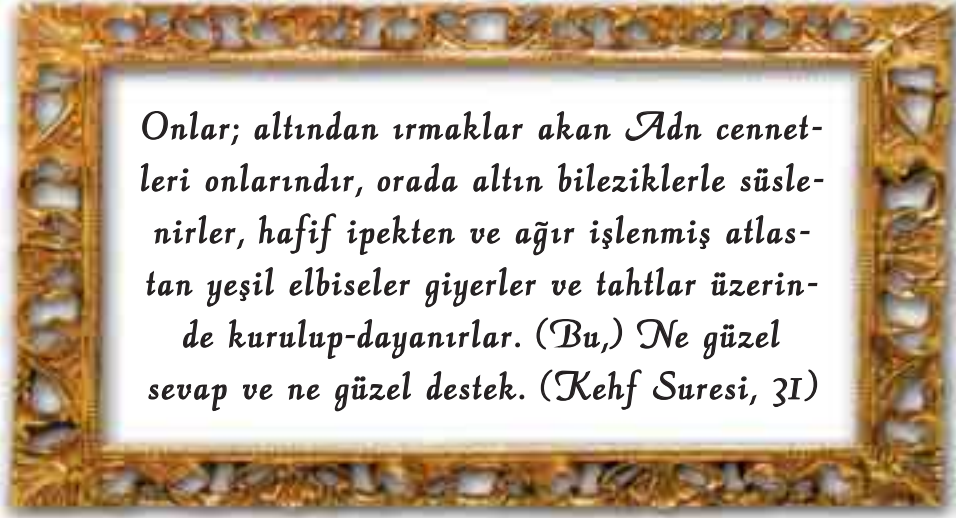 Onlar; altından ırmaklar akan Adn cennet-
leri onlarındır, orada altın bileziklerle süsle-
nirler, hafif ipekten ve ağır işlenmiş atlas-
tan yeşil elbiseler giyerler ve tahtlar üzerin-
de kurulup-dayanırlar. (Bu,) Ne güzel
sevap ve ne güzel destek. (Kehf Suresi, 31)